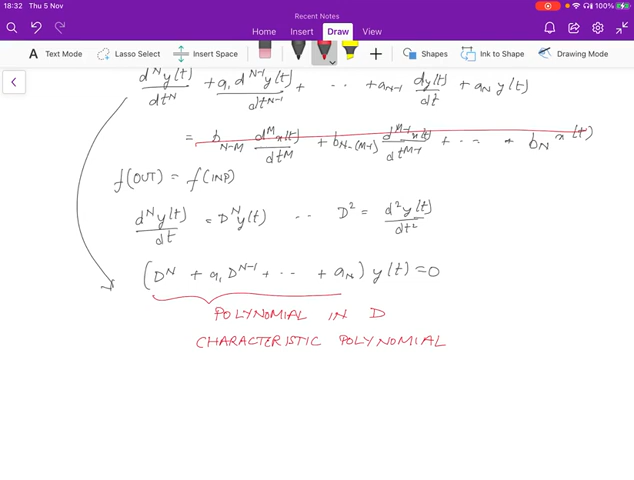 18:32 Thu 5 Nov
Recent Notes
100%
Home Insert Draw View
Text Mode Lasso Select Insert Space Shapes Ink to Shape Drawing Mode
d^N y(t)/dt^N + a₁ d^(N-1) y(t)/dt^(N-1) + ... + a_(N-1) dy(t)/dt + a_N y(t)
= b_(N-M) d^M x(t)/dt^M + b_(N-(M-1)) d^(M-1) x(t)/dt^(M-1) + ... + b_N x(t)
f(OUT) = f(INP)
d^N y(t)/dt = D^N y(t) ... D² = d² y(t)/dt²
(D^N + a₁ D^(N-1) + ... + a_N) y(t) = 0
POLYNOMIAL IN D
CHARACTERISTIC POLYNOMIAL